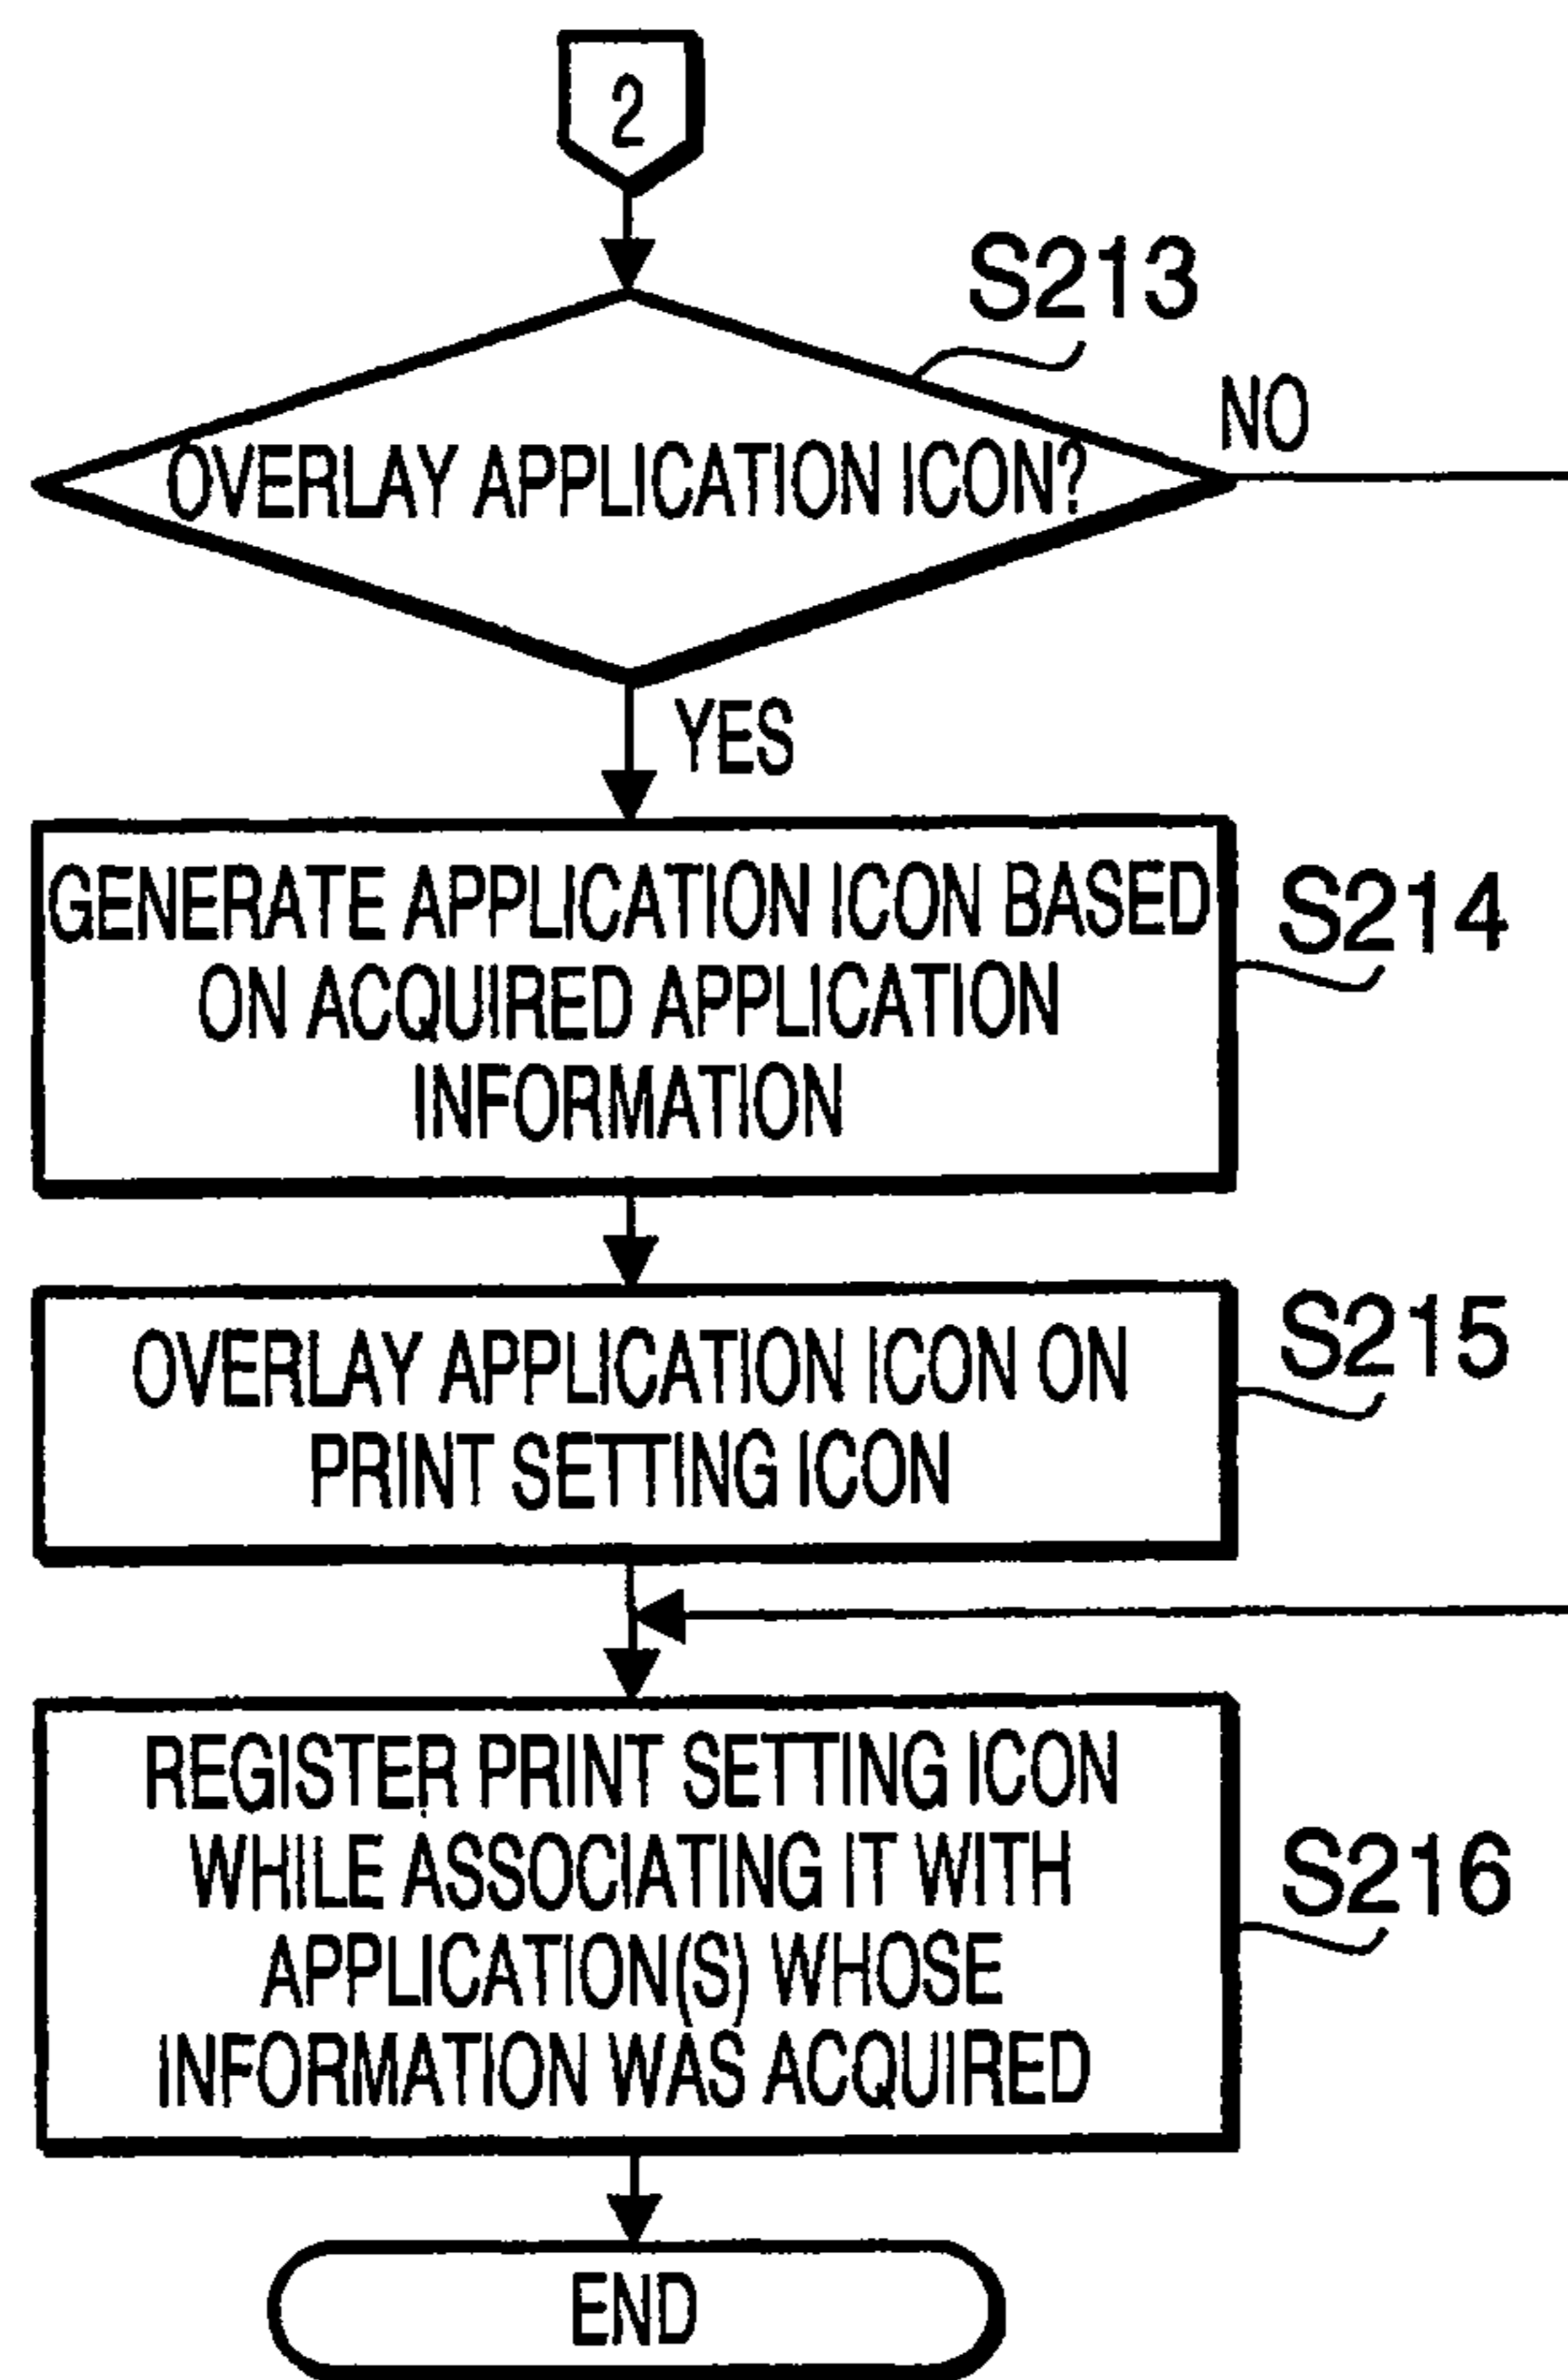 2
S213
NO
OVERLAY APPLICATION ICON?
YES
GENERATE APPLICATION ICON BASED
ON ACQUIRED APPLICATION
INFORMATION
S214
OVERLAY APPLICATION ICON ON
PRINT SETTING ICON
S215
REGISTER PRINT SETTING ICON
WHILE ASSOCIATING IT WITH
APPLICATION(S) WHOSE
INFORMATION WAS ACQUIRED
S216
END